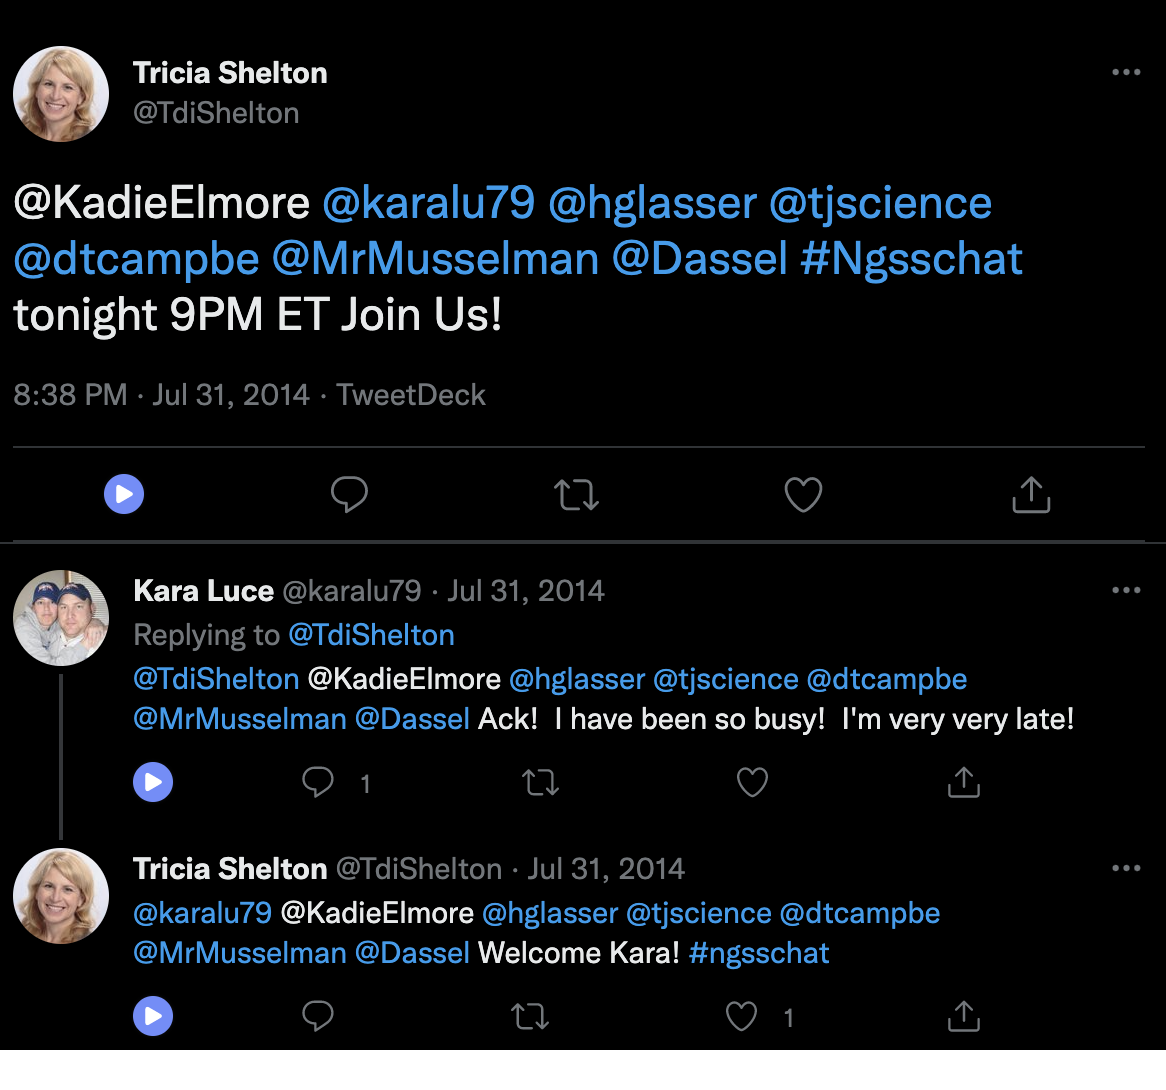 Tricia Shelton
@TdiShelton
@KadieElmore @karalu79 @hglasser @tjscience
@dtcampbe @MrMusselman @Dassel #Ngsschat
tonight 9PM ET Join Us!
8:38 PM · Jul 31, 2014 · TweetDeck
Kara Luce @karalu79 · Jul 31, 2014
Replying to @TdiShelton
@TdiShelton @KadieElmore @hglasser @tjscience @dtcampbe
@MrMusselman @Dassel Ack!  I have been so busy!  I'm very very late!
1
Tricia Shelton @TdiShelton · Jul 31, 2014
@karalu79 @KadieElmore @hglasser @tjscience @dtcampbe
@MrMusselman @Dassel Welcome Kara! #ngsschat
1